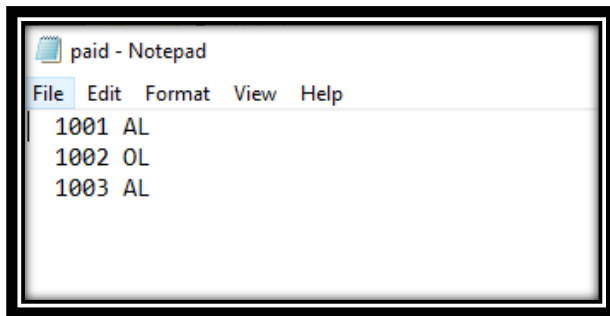 paid - Notepad
File Edit Format View Help
1001 AL
1002 OL
1003 AL